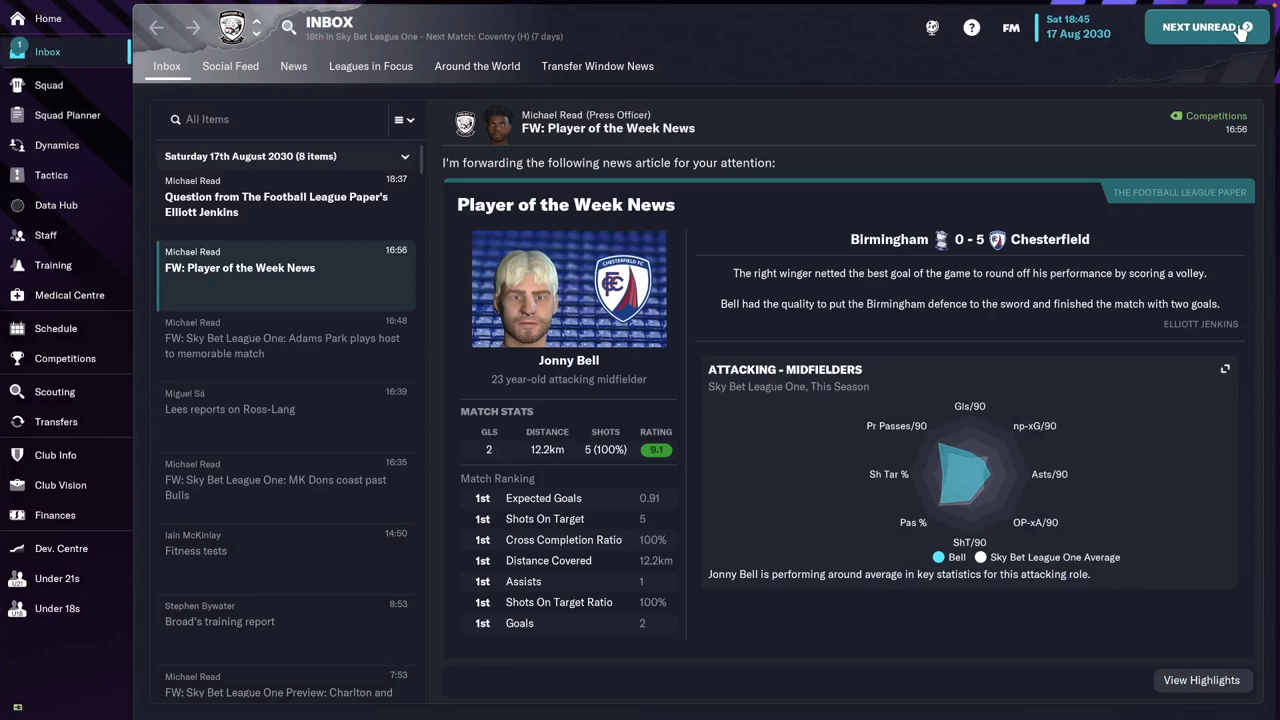 Home
1
Inbox
Squad
Squad Planner
Dynamics
Tactics
Data Hub
Staff
Training
Medical Centre
Schedule
Competitions
Scouting
Transfers
Club Info
Club Vision
Finances
Dev. Centre
U21
Under 21s
U18
Under 18s
INBOX
18th in Sky Bet League One - Next Match: Coventry (H) (7 days)
FM
Sat 18:45
17 Aug 2030
NEXT UNREAD
Inbox
Social Feed
News
Leagues in Focus
Around the World
Transfer Window News
All Items
Saturday 17th August 2030 (8 items)
Michael Read 18:37
Question from The Football League Paper's
Elliott Jenkins
Michael Read 16:56
FW: Player of the Week News
Michael Read 16:48
FW: Sky Bet League One: Adams Park plays host
to memorable match
Miguel Sá 16:39
Lees reports on Ross-Lang
Michael Read 16:35
FW: Sky Bet League One: MK Dons coast past
Bulls
Iain McKinlay 14:50
Fitness tests
Stephen Bywater 8:53
Broad's training report
Michael Read 7:53
FW: Sky Bet League One Preview: Charlton and
Michael Read (Press Officer)
FW: Player of the Week News
Competitions
16:56
I'm forwarding the following news article for your attention:
THE FOOTBALL LEAGUE PAPER
Player of the Week News
CHESTERFIELD FC
Jonny Bell
23 year-old attacking midfielder
MATCH STATS
GLS DISTANCE SHOTS RATING
2 12.2km 5 (100%) 9.1
Match Ranking
1st Expected Goals 0.91
1st Shots On Target 5
1st Cross Completion Ratio 100%
1st Distance Covered 12.2km
1st Assists 1
1st Shots On Target Ratio 100%
1st Goals 2
Birmingham 0 - 5 Chesterfield
The right winger netted the best goal of the game to round off his performance by scoring a volley.
Bell had the quality to put the Birmingham defence to the sword and finished the match with two goals.
ELLIOTT JENKINS
ATTACKING - MIDFIELDERS
Sky Bet League One, This Season
Gls/90
Pr Passes/90
np-xG/90
Sh Tar %
Asts/90
Pas %
OP-xA/90
ShT/90
Bell
Sky Bet League One Average
Jonny Bell is performing around average in key statistics for this attacking role.
View Highlights